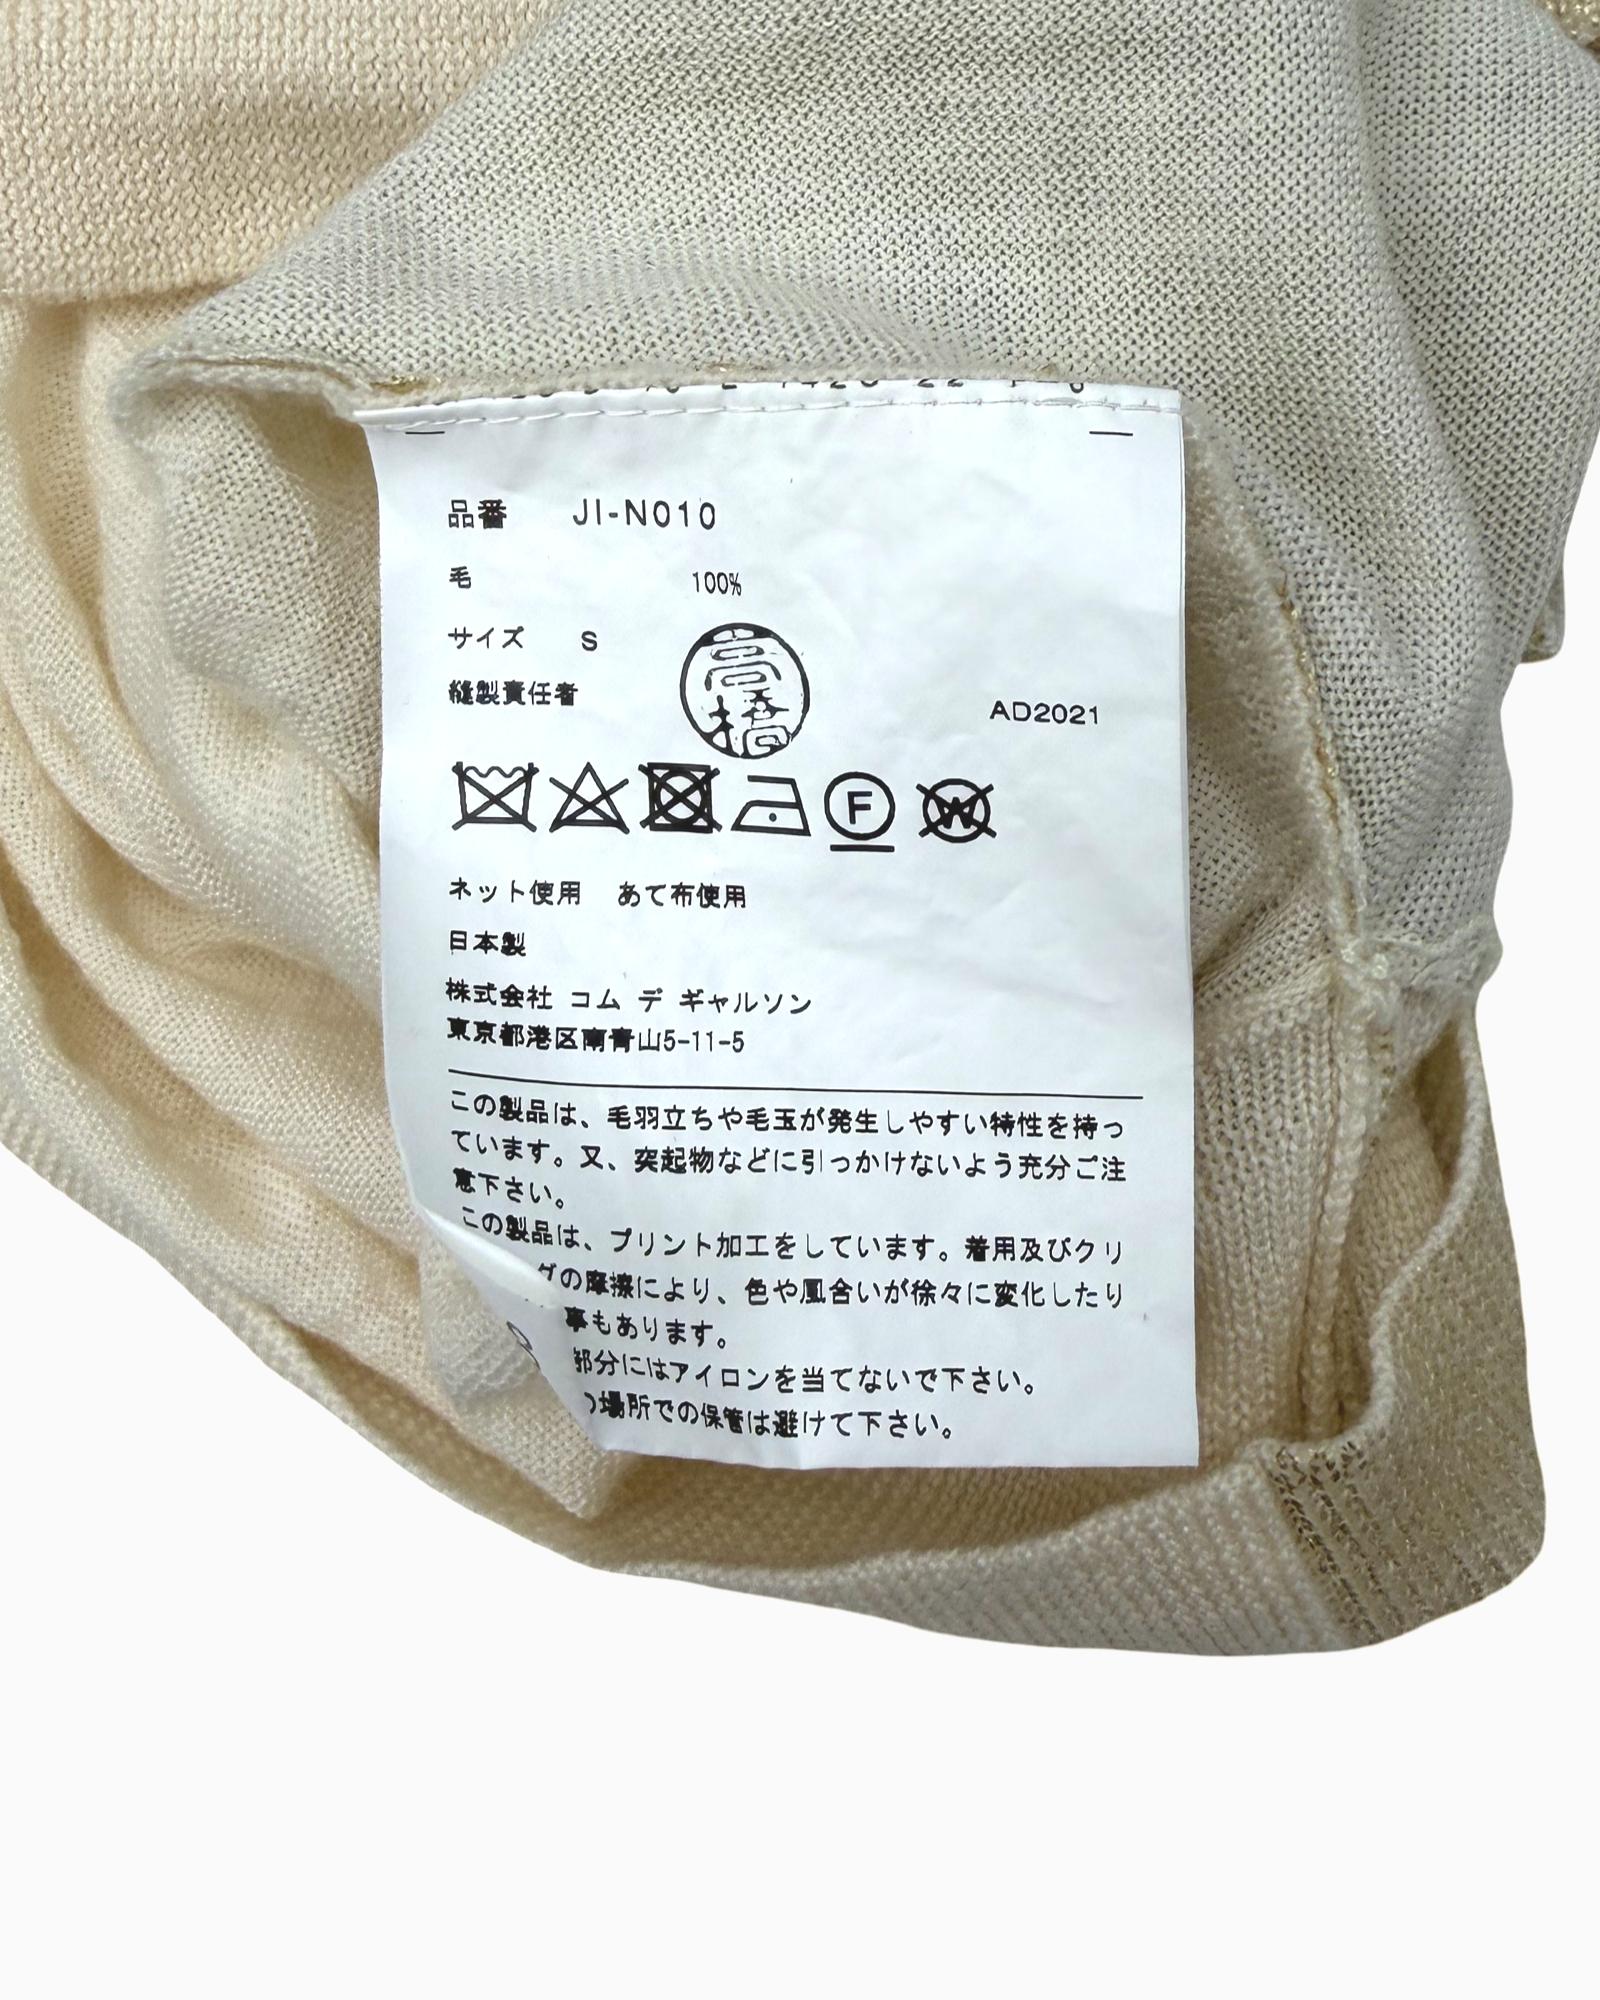 品番 JI-N010
毛 100%
サイズ S
縫製責任者 高橋
AD2021
F
W
ネット使用 あて布使用
日本製
株式会社 コム デ ギャルソン
東京都港区南青山5-11-5
この製品は、毛羽立ちや毛玉が発生しやすい特性を持っ
ています。又、突起物などに引っかけないよう充分ご注
意下さい。
この製品は、プリント加工をしています。着用及びクリ
グの摩擦により、色や風合いが徐々に変化したり
事もあります。
部分にはアイロンを当てないで下さい。
の場所での保管は避けて下さい。